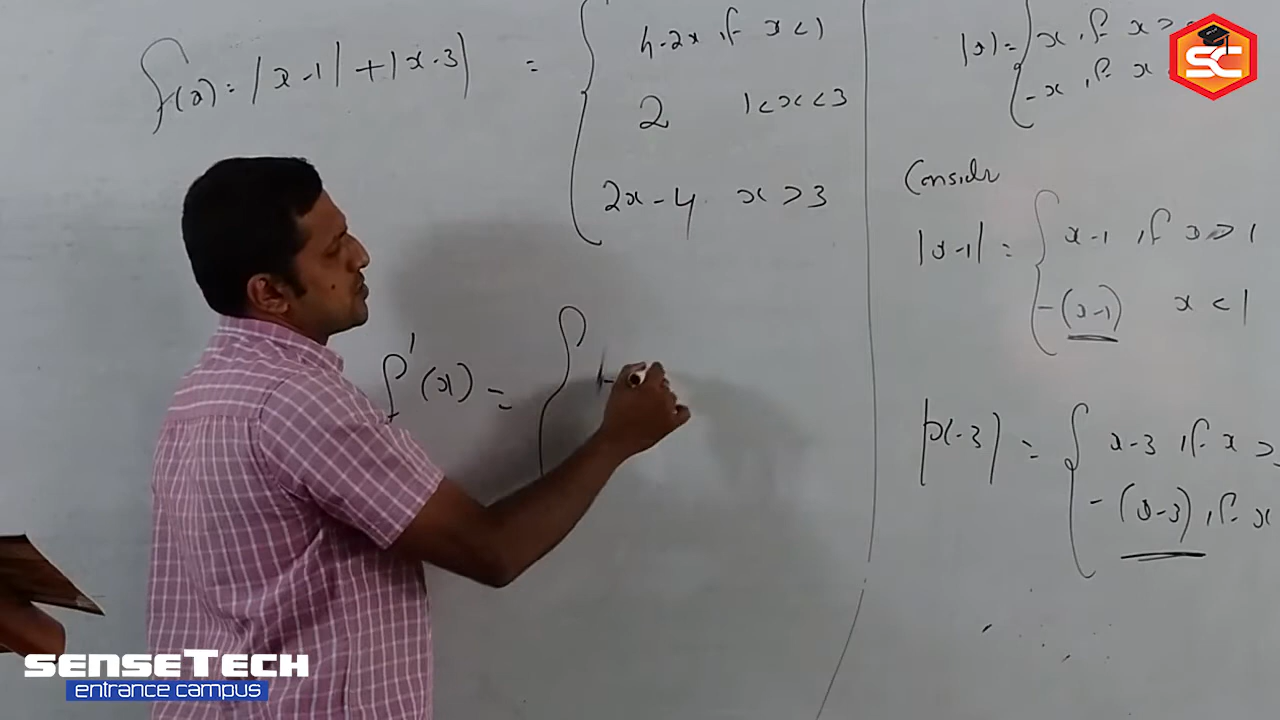 f(x) = |x-1| + |x-3| = { 4-2x if x<1
2 1<x<3
2x-4 x>3
f'(x) = {
|x| = { x if x>
-x if x
Consider
|x-1| = { x-1 if x>1
-(x-1) x<1
|x-3| = { x-3 if x>
-(x-3), if x
SC
SENSETECH
entrance campus